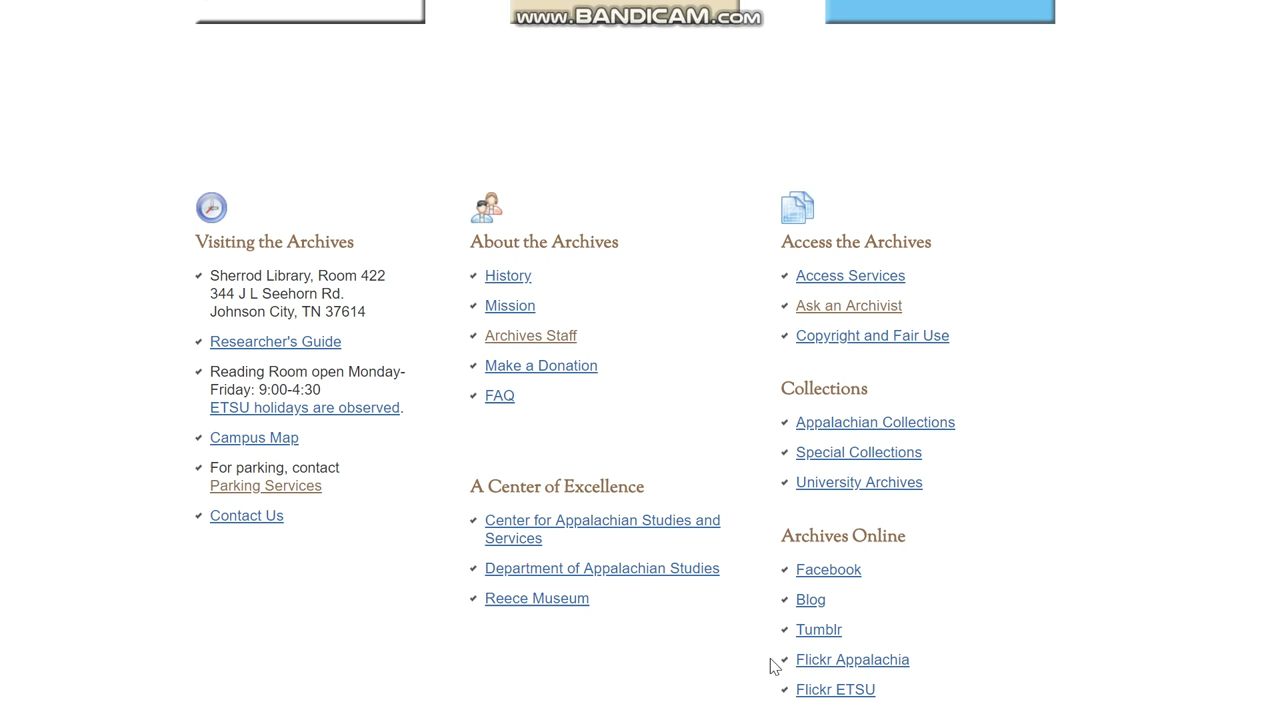 www.BANDICAM.com
Visiting the Archives
Sherrod Library, Room 422
344 J L Seehorn Rd.
Johnson City, TN 37614
Researcher's Guide
Reading Room open Monday-
Friday: 9:00-4:30
ETSU holidays are observed.
Campus Map
For parking, contact
Parking Services
Contact Us
About the Archives
History
Mission
Archives Staff
Make a Donation
FAQ
A Center of Excellence
Center for Appalachian Studies and
Services
Department of Appalachian Studies
Reece Museum
Access the Archives
Access Services
Ask an Archivist
Copyright and Fair Use
Collections
Appalachian Collections
Special Collections
University Archives
Archives Online
Facebook
Blog
Tumblr
Flickr Appalachia
Flickr ETSU